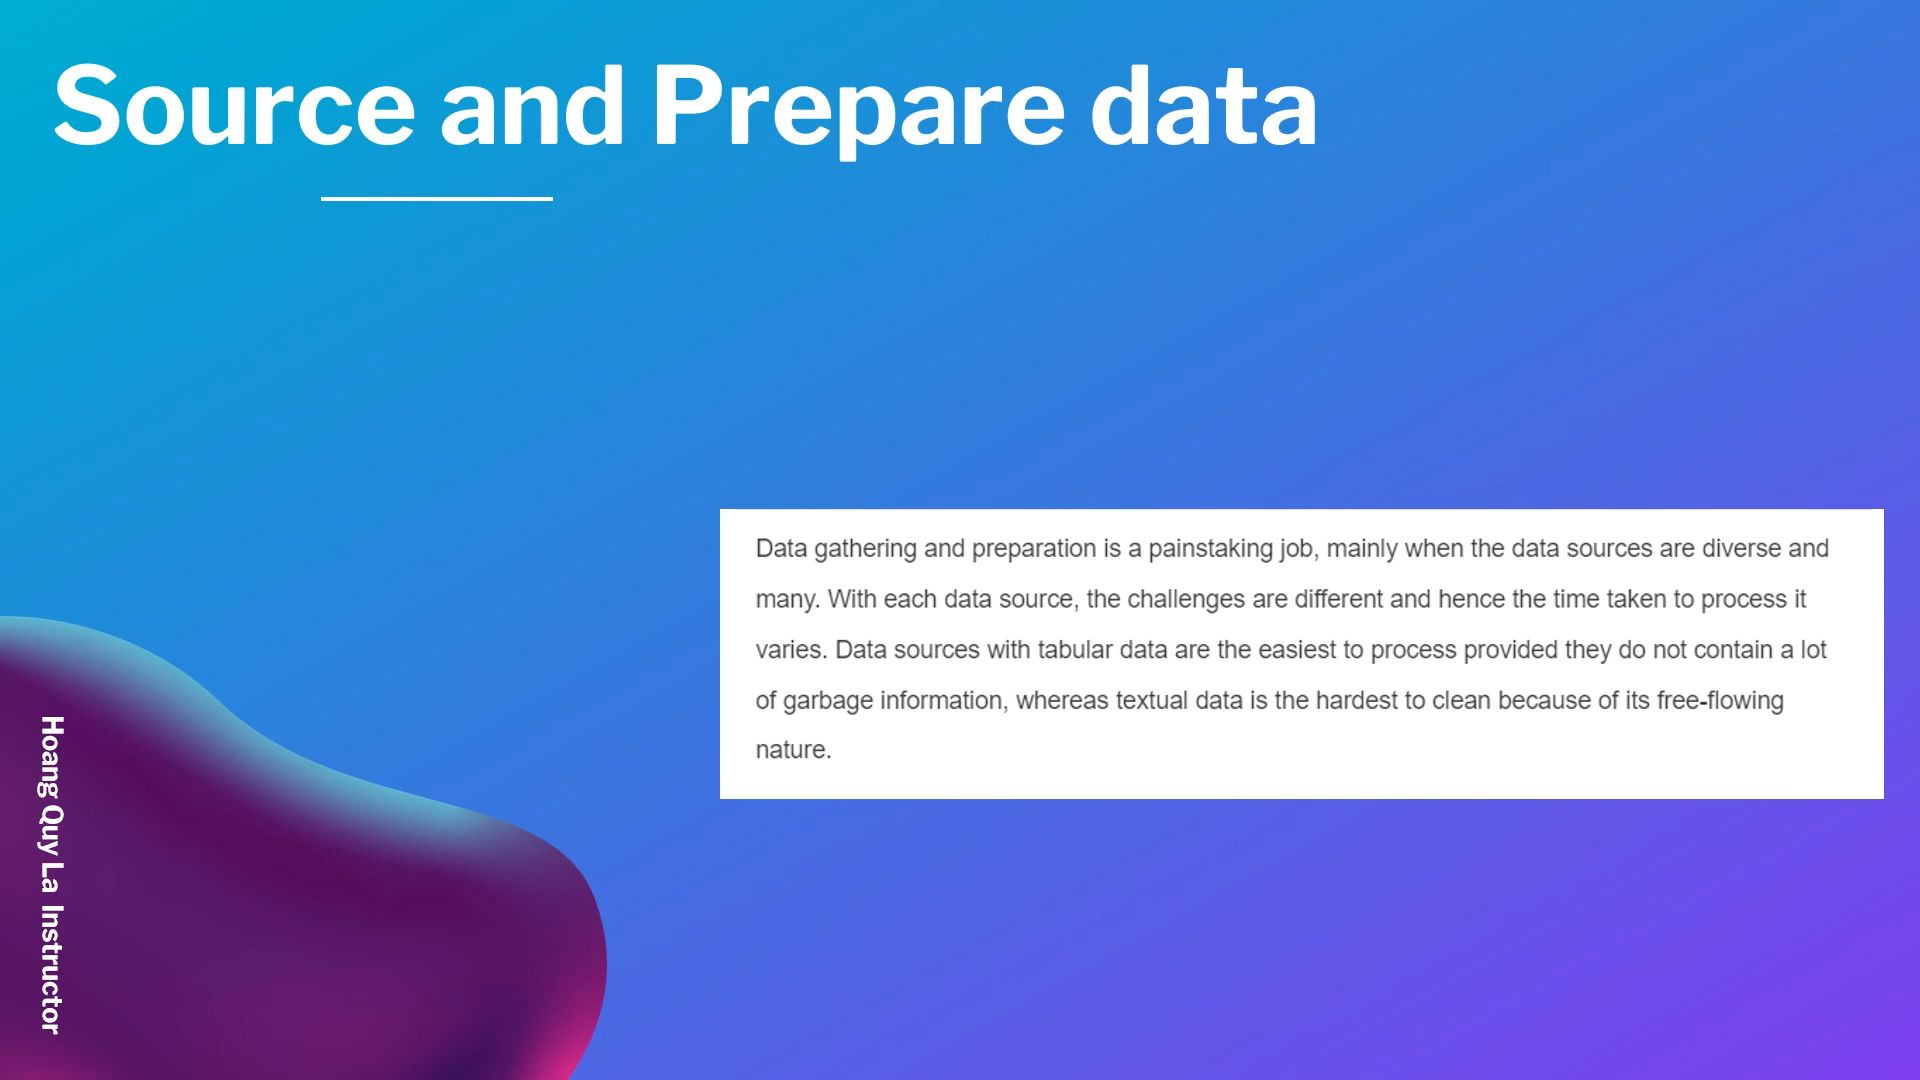 Source and Prepare data
Data gathering and preparation is a painstaking job, mainly when the data sources are diverse and
many. With each data source, the challenges are different and hence the time taken to process it
varies. Data sources with tabular data are the easiest to process provided they do not contain a lot
of garbage information, whereas textual data is the hardest to clean because of its free-flowing
nature.
Hoang Quy La Instructor